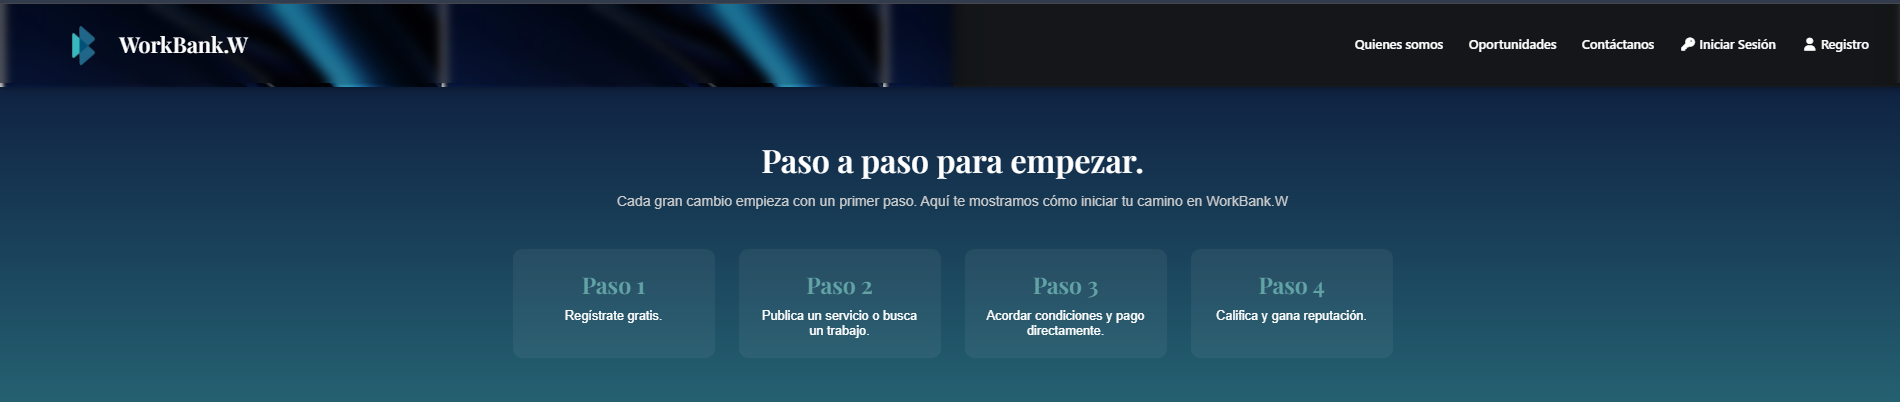 WorkBank.W
Quienes somos
Oportunidades
Contáctanos
Iniciar Sesión
Registro
Paso a paso para empezar.
Cada gran cambio empieza con un primer paso. Aquí te mostramos cómo iniciar tu camino en WorkBank.W
Paso 1
Regístrate gratis.
Paso 2
Publica un servicio o busca
un trabajo.
Paso 3
Acordar condiciones y pago
directamente.
Paso 4
Califica y gana reputación.